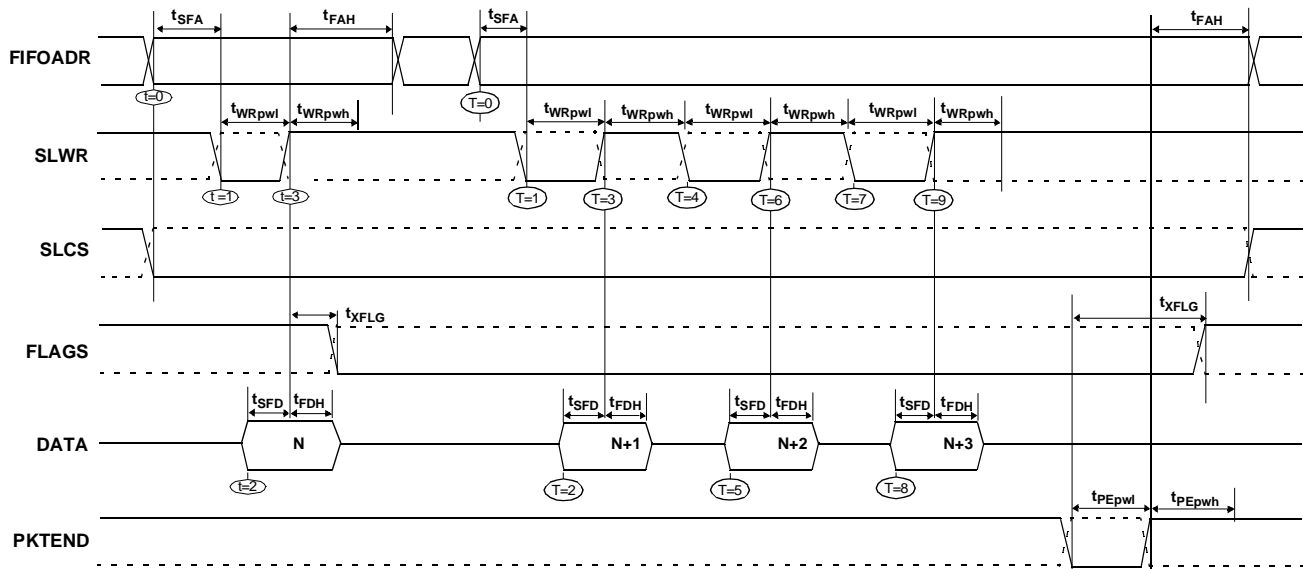 tSFA tFAH tSFA tFAH
FIFOADR
t=0 T=0
tWRpwl tWRpwh tWRpwl tWRpwh tWRpwl tWRpwh tWRpwl tWRpwh
SLWR
t =1 t=3 T=1 T=3 T=4 T=6 T=7 T=9
SLCS
tXFLG tXFLG
FLAGS
tSFD tFDH tSFD tFDH tSFD tFDH tSFD tFDH
DATA N N+1 N+2 N+3
t=2 T=2 T=5 T=8
tPEpwl tPEpwh
PKTEND